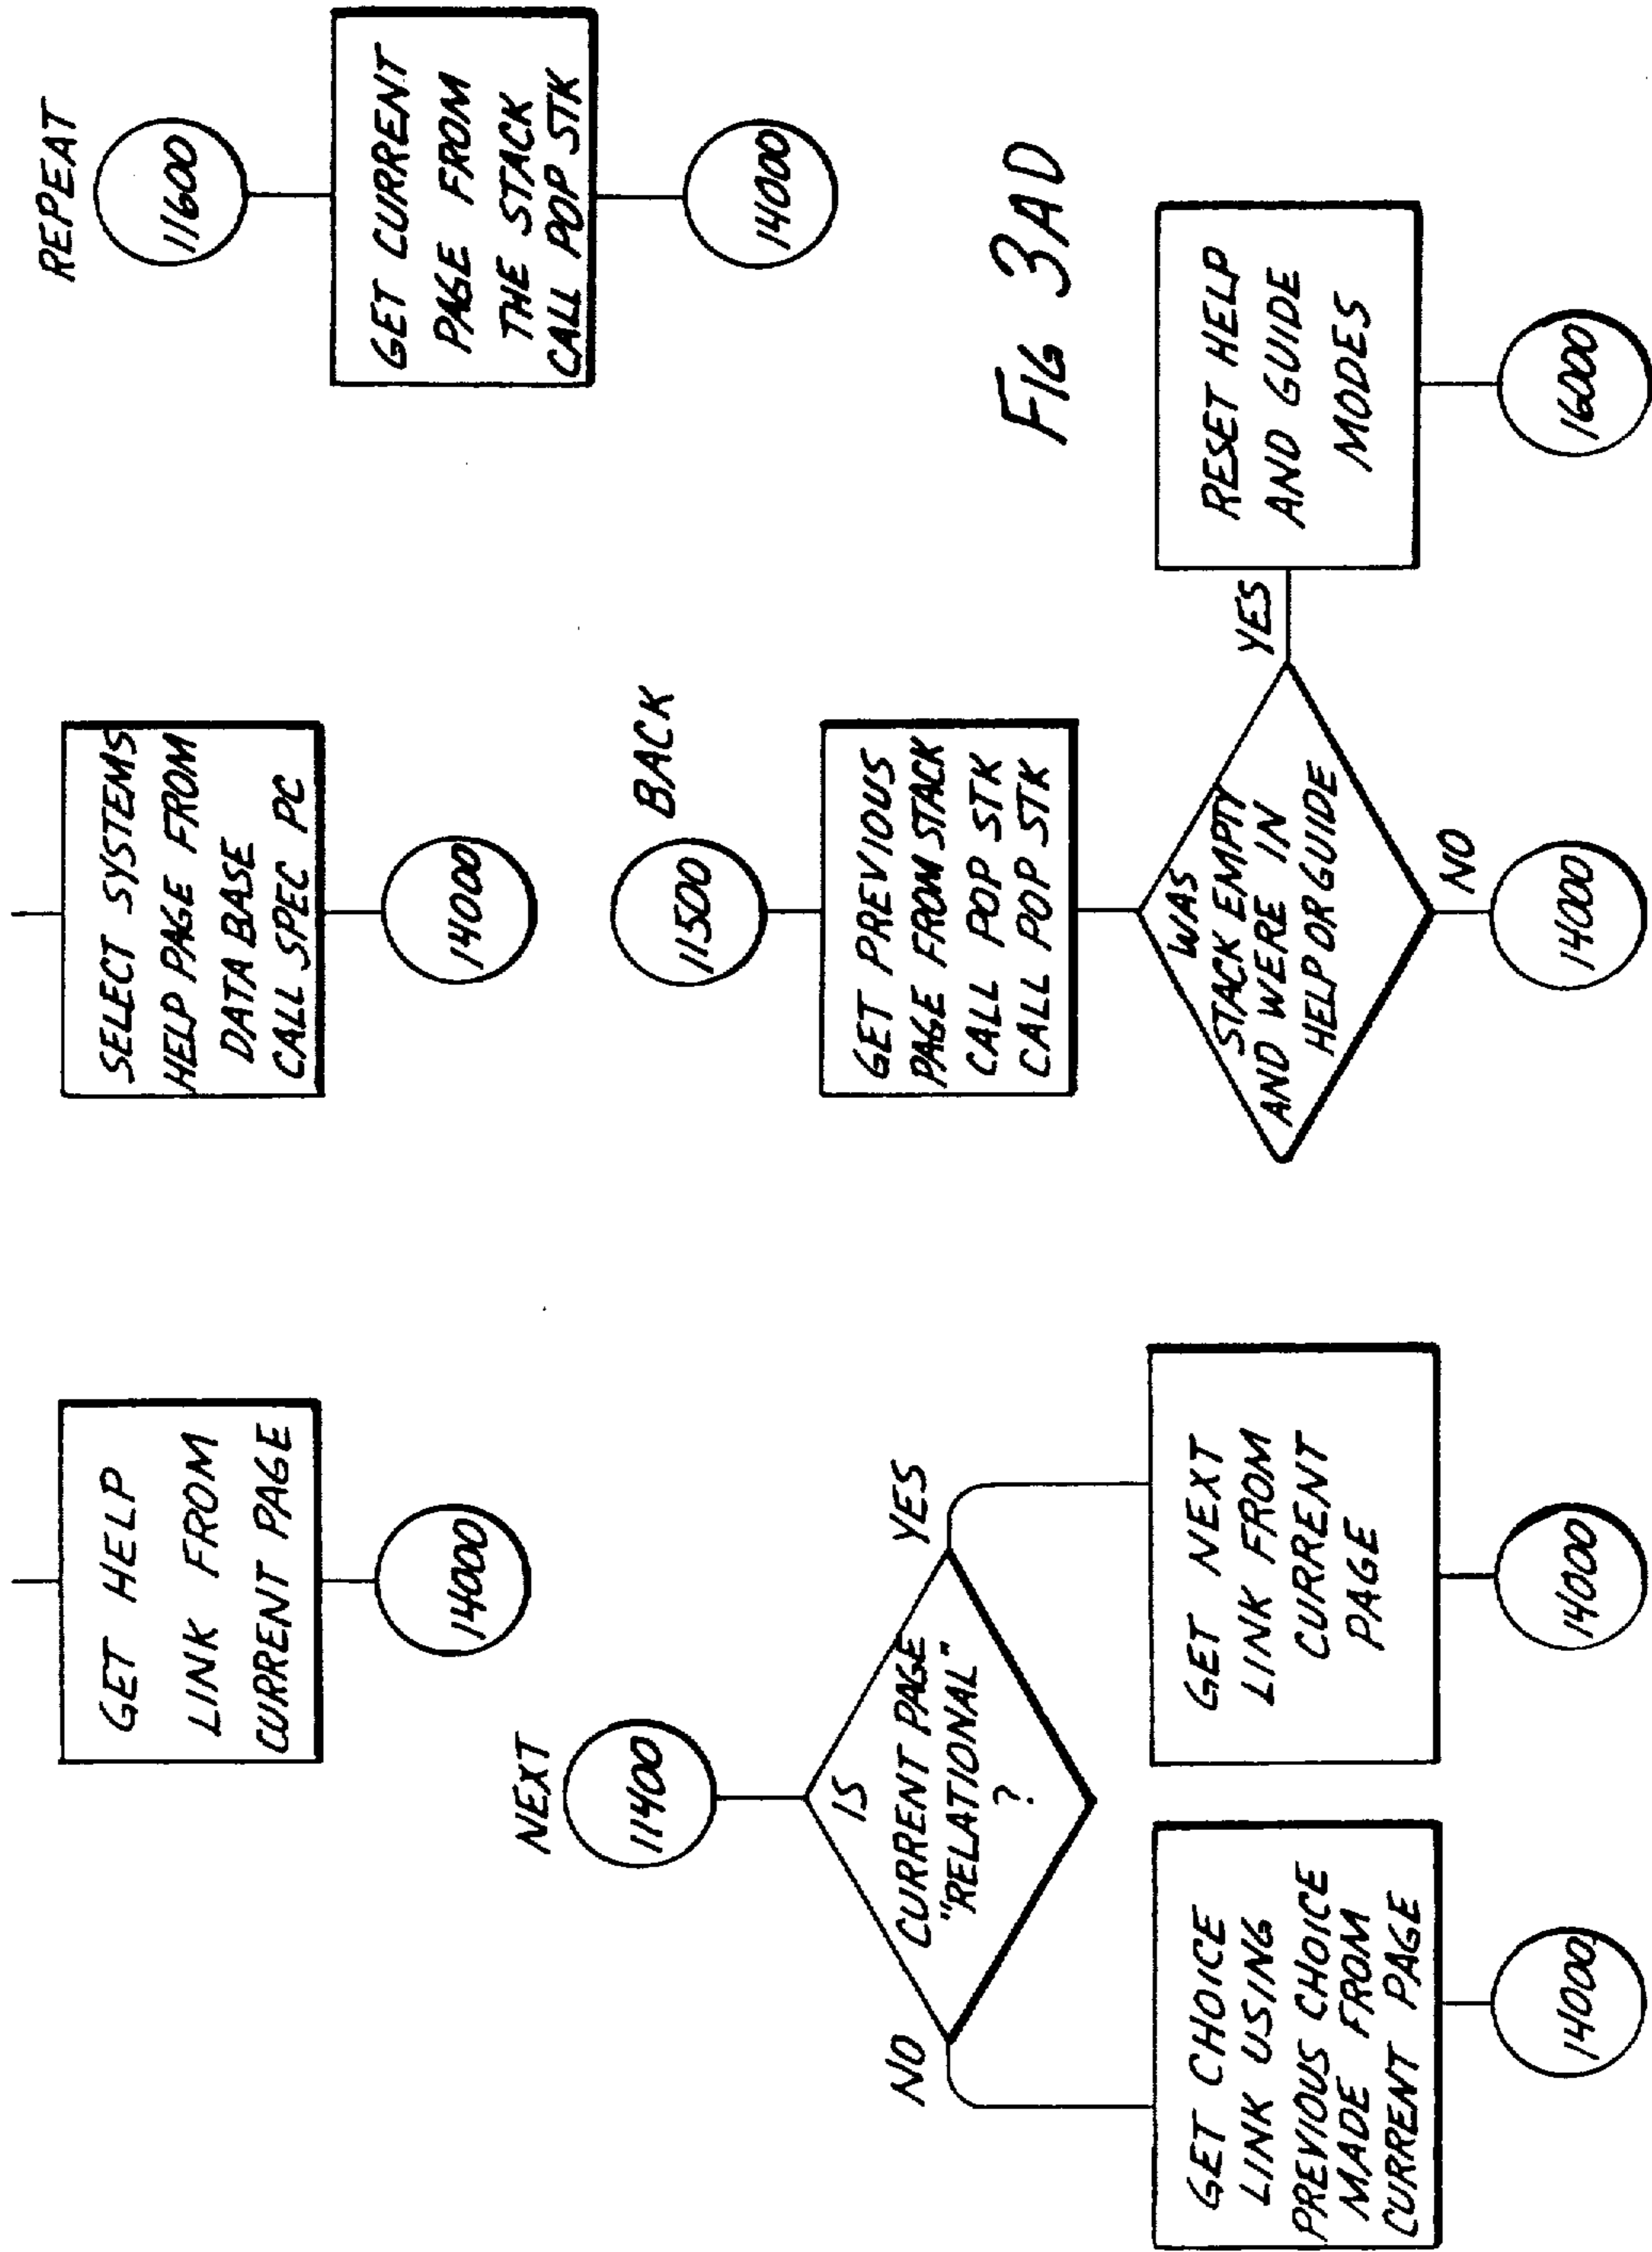 GET HELP
LINK FROM
CURRENT PAGE
14000
SELECT SYSTEMS
HELP PAGE FROM
DATA BASE
CALL SPEC PC
14000
REPEAT
11600
GET CURRENT
PAGE FROM
THE STACK
CALL POP STK
14000
NEXT
11400
IS
CURRENT PAGE
"RELATIONAL"
?
NO
YES
GET CHOICE
LINK USING
PREVIOUS CHOICE
MADE FROM
CURRENT PAGE
14000
GET NEXT
LINK FROM
CURRENT
PAGE
14000
BACK
11500
GET PREVIOUS
PAGE FROM STACK
CALL POP STK
CALL POP STK
WAS
STACK EMPTY
AND WERE IN
HELP OR GUIDE
YES
NO
14000
RESET HELP
AND GUIDE
MODES
16000
FIG 3AD